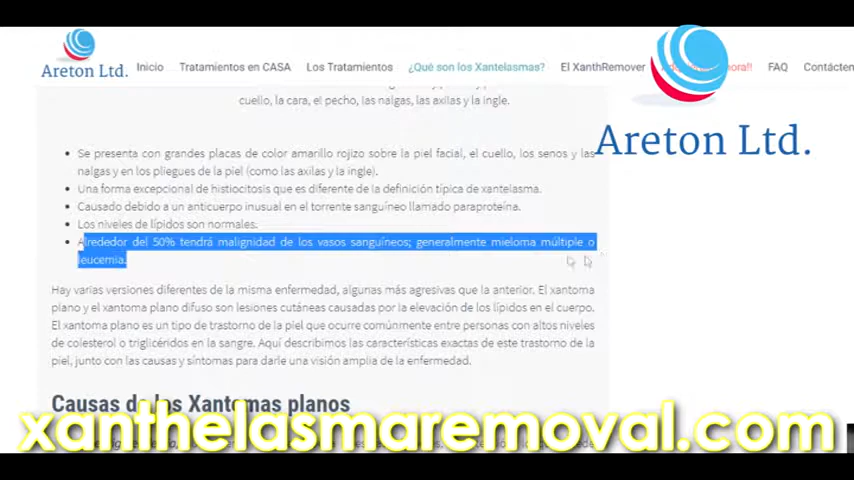 Areton Ltd.
Inicio Tratamientos en CASA Los Tratamientos ¿Qué son los Xantelasmas? El XanthRemover FAQ Contácten
Areton Ltd.
cuello, la cara, el pecho, las nalgas, las axilas y la ingle.
Se presenta con grandes placas de color amarillo rojizo sobre la piel facial, el cuello, los senos y las
nalgas y en los pliegues de la piel (como las axilas y la ingle).
Una forma excepcional de histiocitosis que es diferente de la definición típica de xantelasma.
Causado debido a un anticuerpo inusual en el torrente sanguíneo llamado paraproteína.
Los niveles de lípidos son normales.
Alrededor del 50% tendrá malignidad de los vasos sanguíneos; generalmente mieloma múltiple o
leucemia.
Hay varias versiones diferentes de la misma enfermedad, algunas más agresivas que la anterior. El xantoma
plano y el xantoma plano difuso son lesiones cutáneas causadas por la elevación de los lípidos en el cuerpo.
El xantoma plano es un tipo de trastorno de la piel que ocurre comúnmente entre personas con altos niveles
de colesterol o triglicéridos en la sangre. Aquí describimos las características exactas de este trastorno de la
piel, junto con las causas y síntomas para darle una visión amplia de la enfermedad.
Causas de los Xantomas planos
xanthelasmaremoval.com